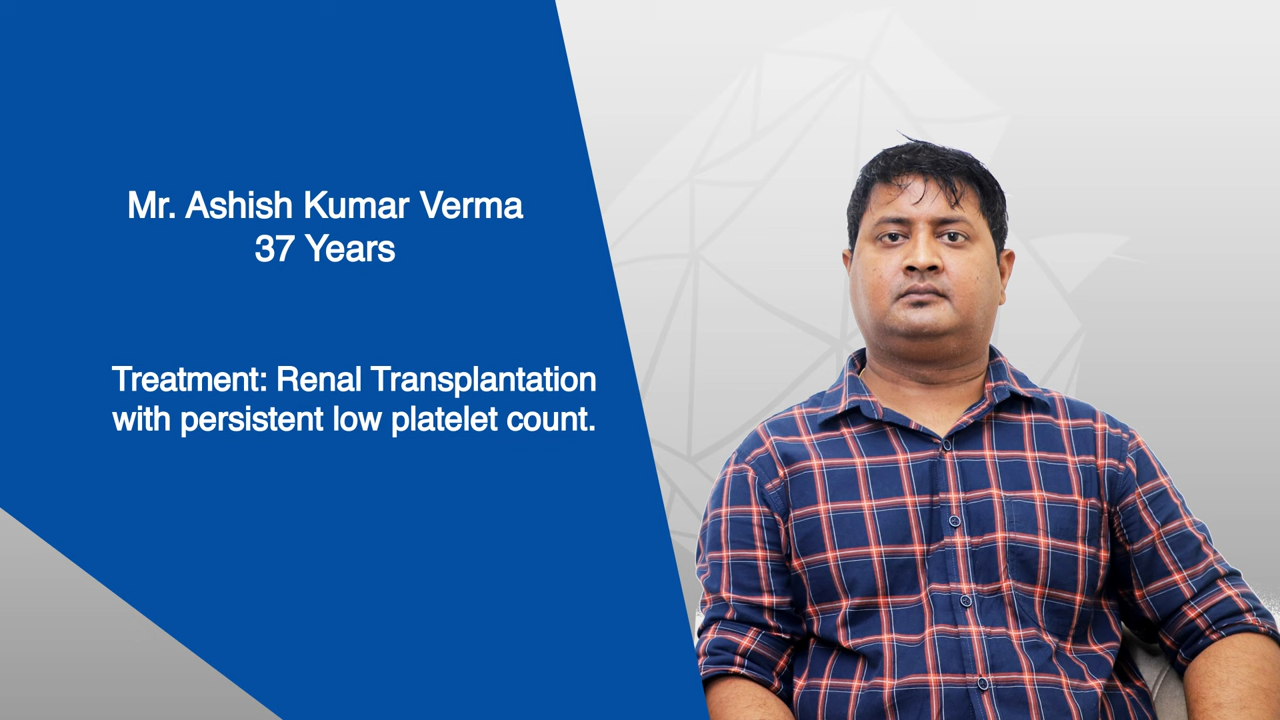 Mr. Ashish Kumar Verma
37 Years
Treatment: Renal Transplantation
with persistent low platelet count.